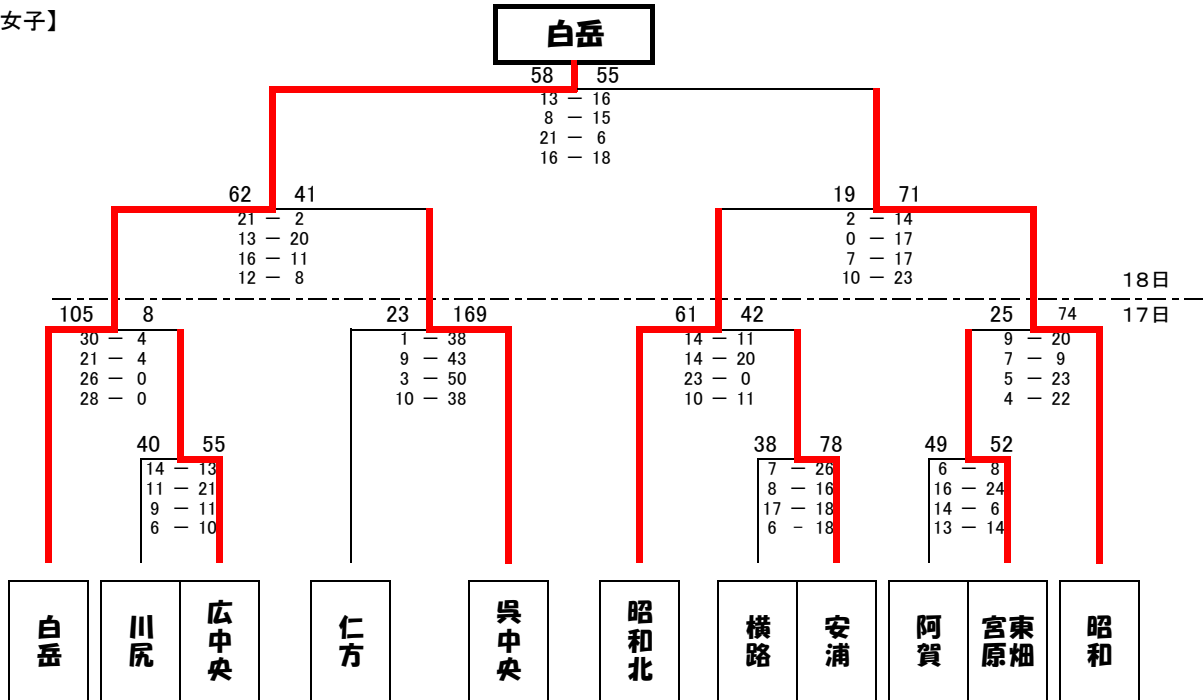 女子】
白岳
58 55
13 － 16
8 － 15
21 － 6
16 － 18
62 41
21 － 2
13 － 20
16 － 11
12 － 8
19 71
2 － 14
0 － 17
7 － 17
10 － 23
18日
17日
105 8
30 － 4
21 － 4
26 － 0
28 － 0
23 169
1 － 38
9 － 43
3 － 50
10 － 38
61 42
14 － 11
14 － 20
23 － 0
10 － 11
25 74
9 － 20
7 － 9
5 － 23
4 － 22
40 55
14 － 13
11 － 21
9 － 11
6 － 10
38 78
7 － 26
8 － 16
17 － 18
6 - 18
49 52
6 － 8
16 － 24
14 － 6
13 － 14
白岳
川尻
広中央
仁方
呉中央
昭和北
横路
安浦
阿賀
東畑
宮原
昭和